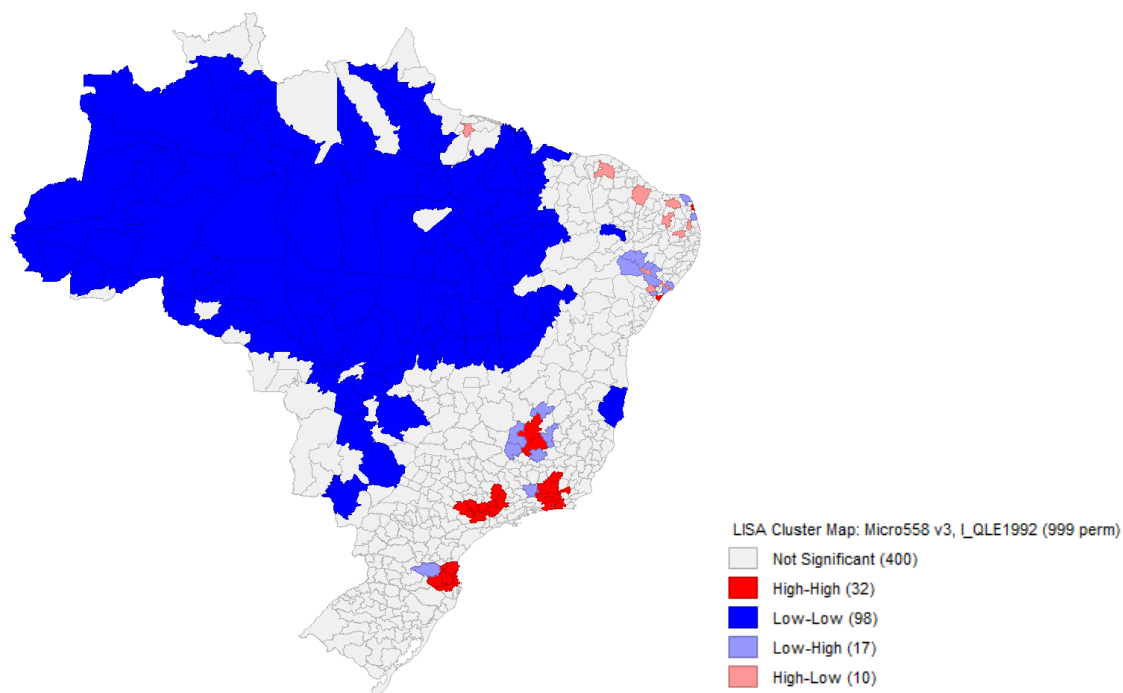 LISA Cluster Map: Micro558 v3, I_QLE1992 (999 perm)
Not Significant (400)
High-High (32)
Low-Low (98)
Low-High (17)
High-Low (10)